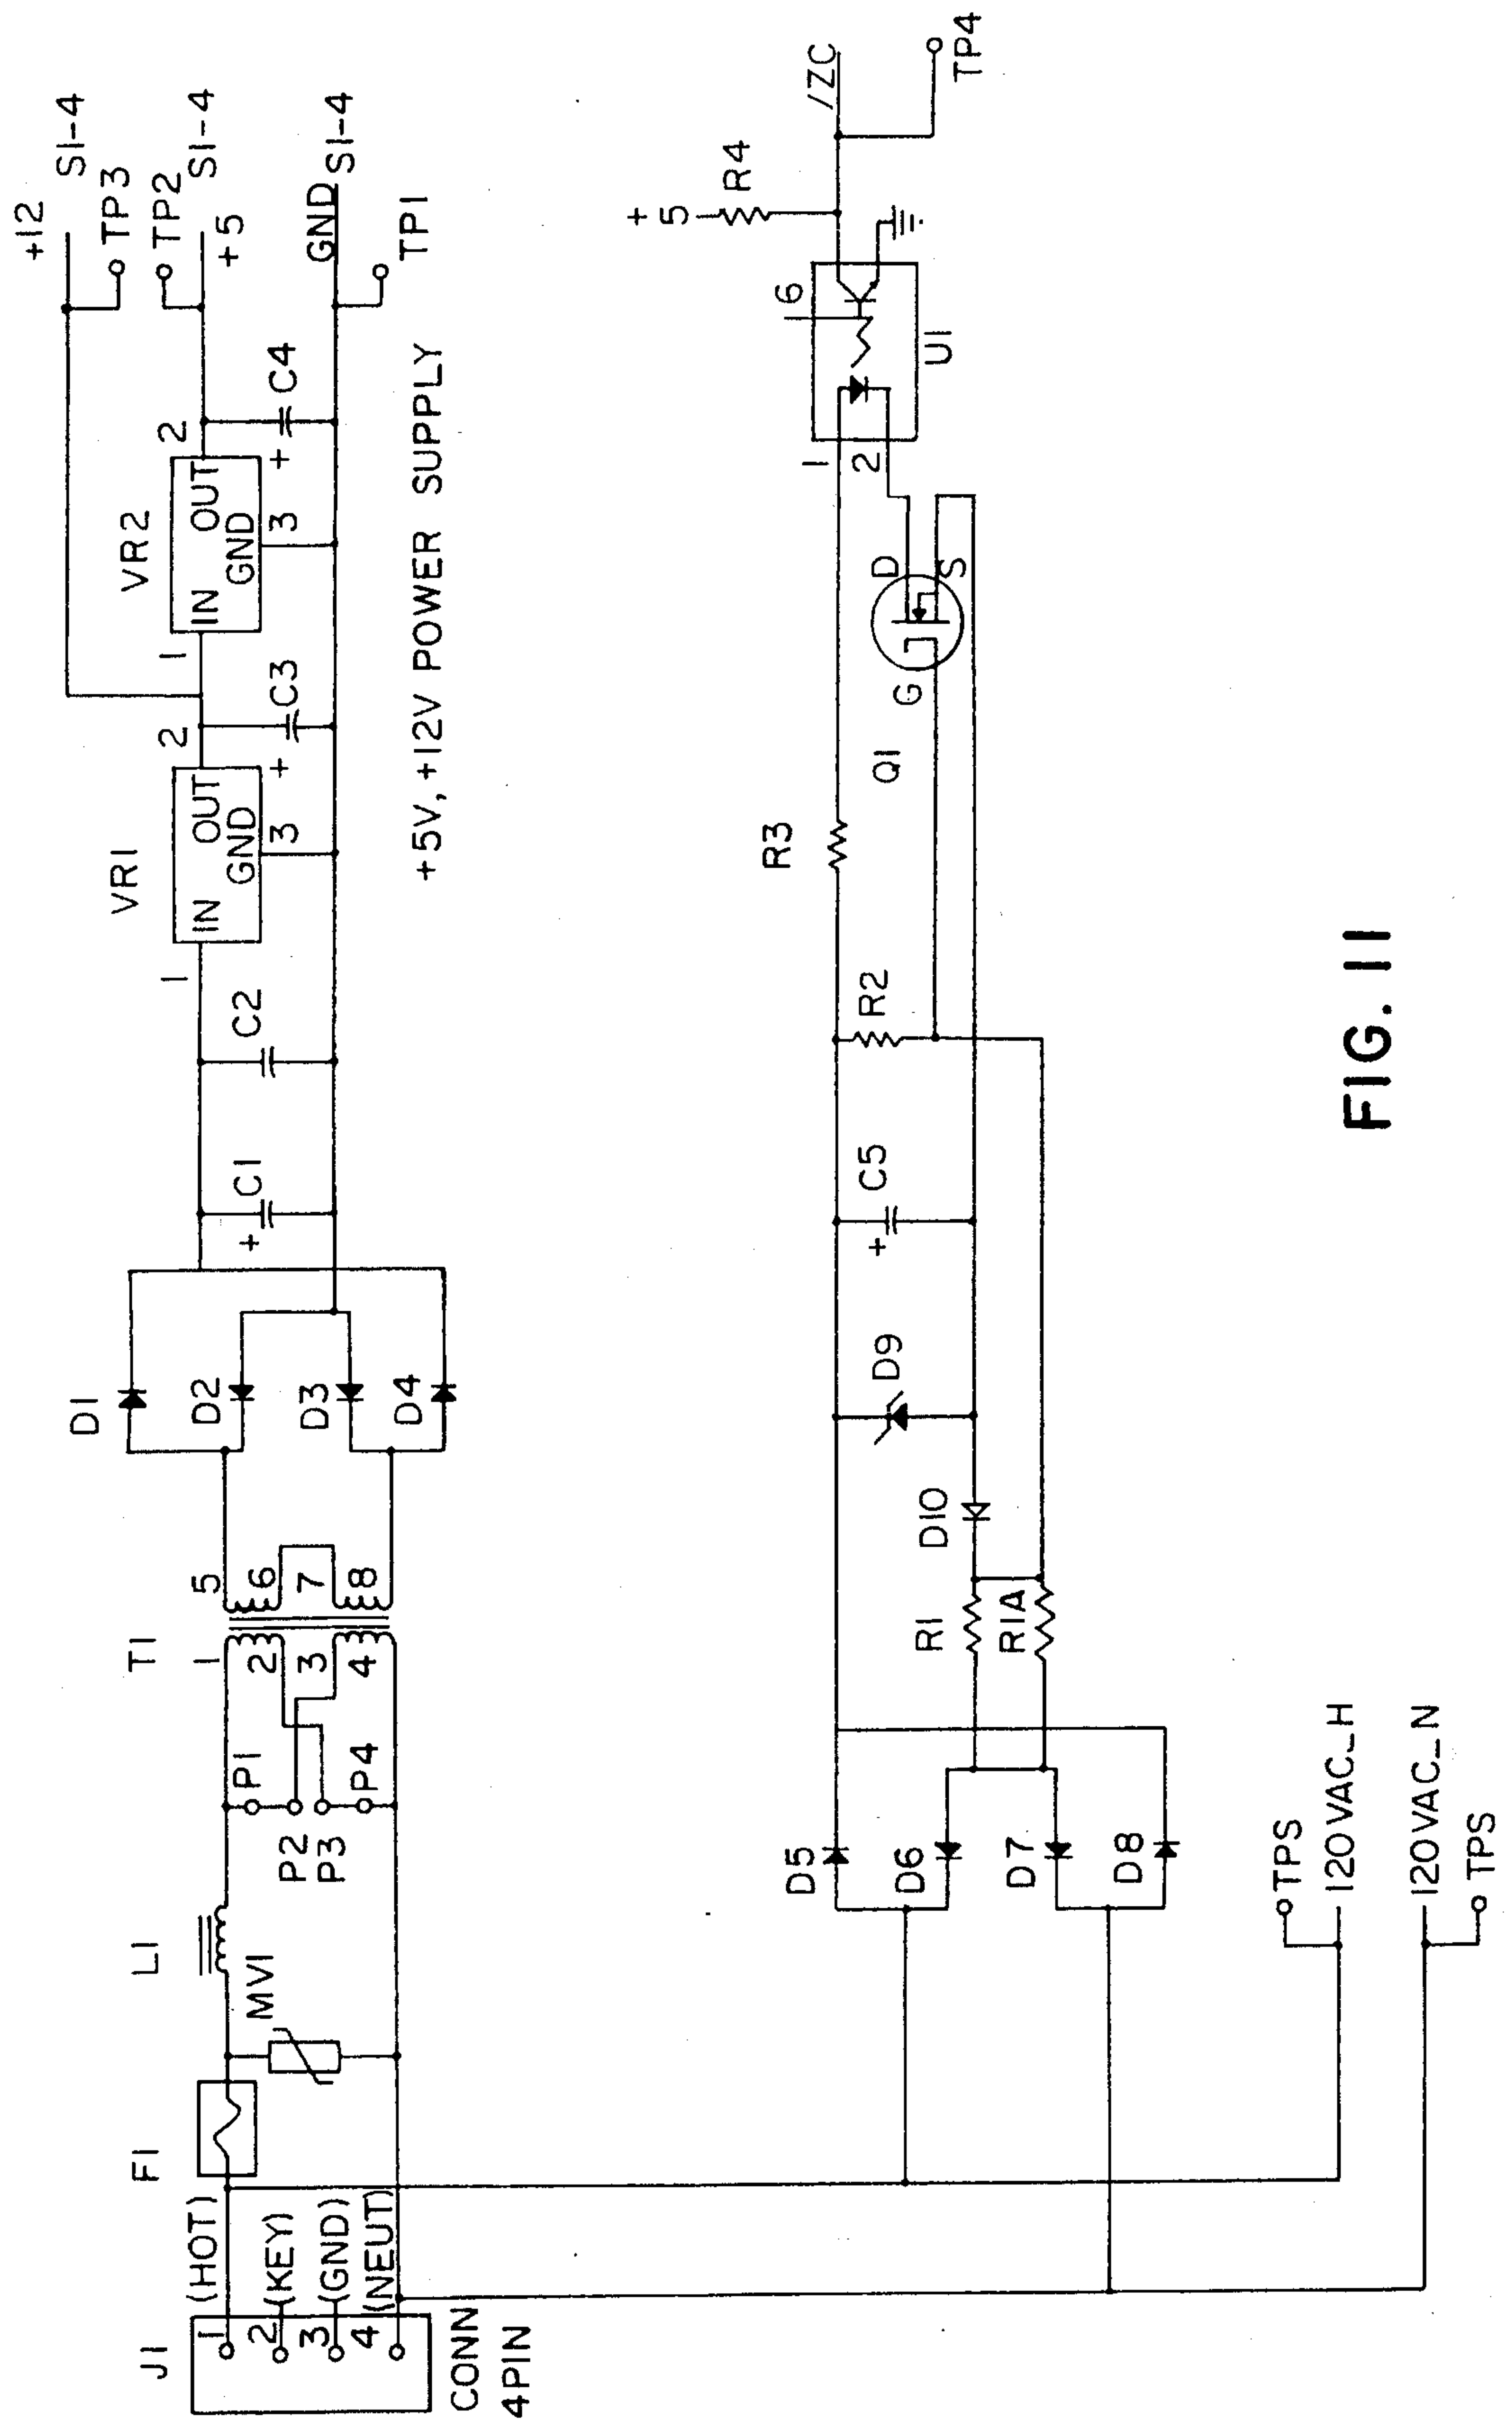 +12
SI-4
TP3
TP2
SI-4
+5
GND
SI-4
TP1
VR2
IN
OUT
GND
1
2
3
+
C4
VR1
IN
OUT
GND
1
2
3
+
C3
C2
+
C1
+5V, +12V POWER SUPPLY
D1
D2
D3
D4
T1
1
2
3
4
5
6
7
8
P1
P2
P3
P4
L1
MV1
F1
J1
1
2
3
4
(HOT)
(KEY)
(GND)
(NEUT)
CONN
4PIN
/ZC
TP4
+
5
R4
6
U1
1
2
D
S
G
Q1
R3
R2
+
C5
D9
D10
R1
R1A
D5
D6
D7
D8
TPS
120VAC_H
120VAC_N
TPS
FIG. 11